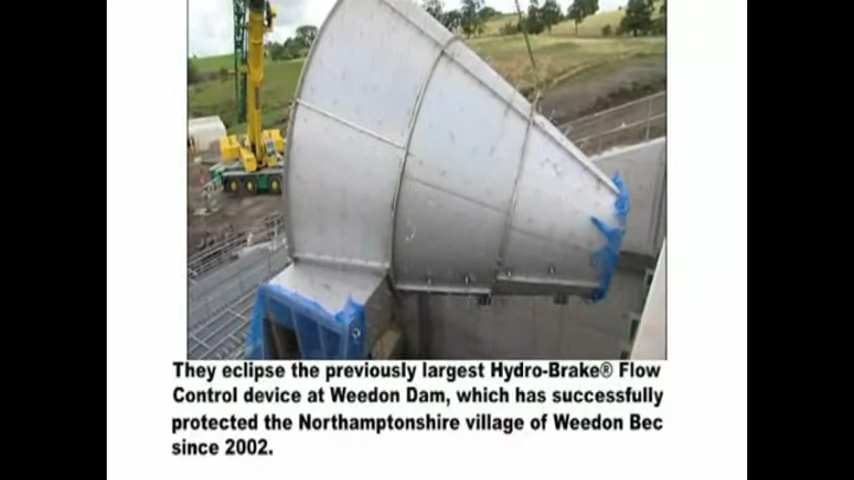 They eclipse the previously largest Hydro-Brake® Flow
Control device at Weedon Dam, which has successfully
protected the Northamptonshire village of Weedon Bec
since 2002.